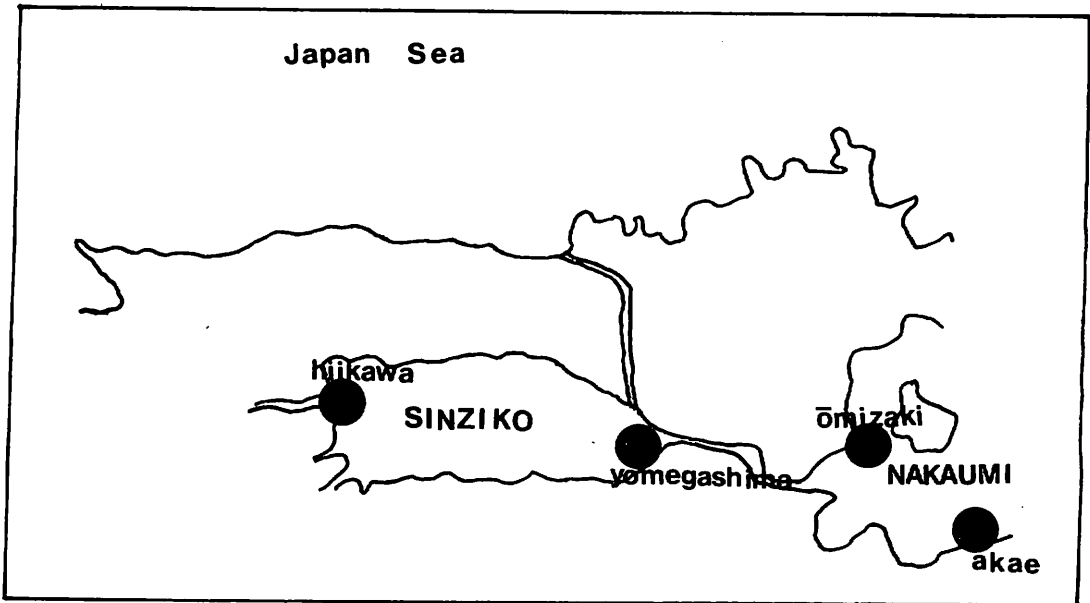 Japan Sea
hiikawa
SINZIKO
ōmizaki
yomegashima
NAKAUMI
akae